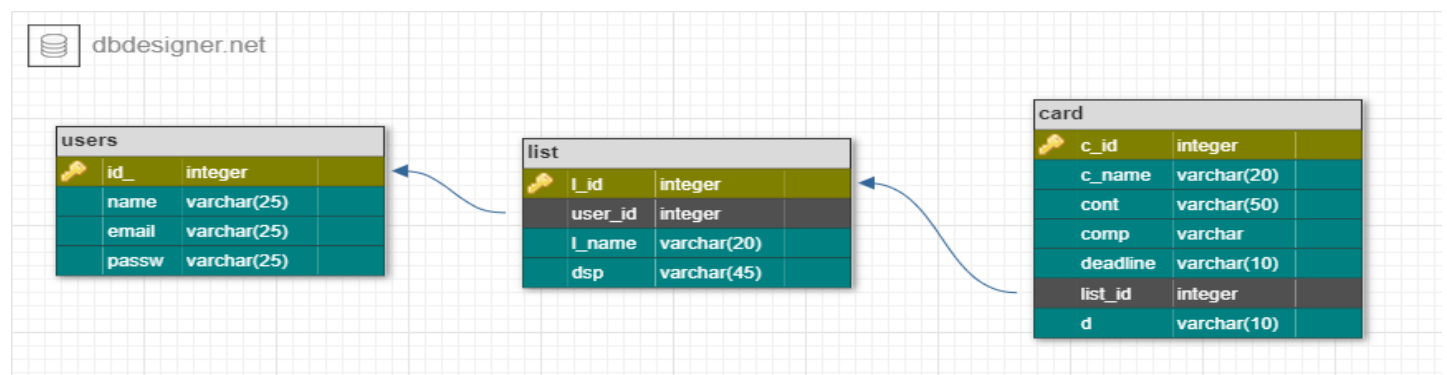 dbdesigner.net
users
id_ integer
name varchar(25)
email varchar(25)
passw varchar(25)
list
l_id integer
user_id integer
l_name varchar(20)
dsp varchar(45)
card
c_id integer
c_name varchar(20)
cont varchar(50)
comp varchar
deadline varchar(10)
list_id integer
d varchar(10)